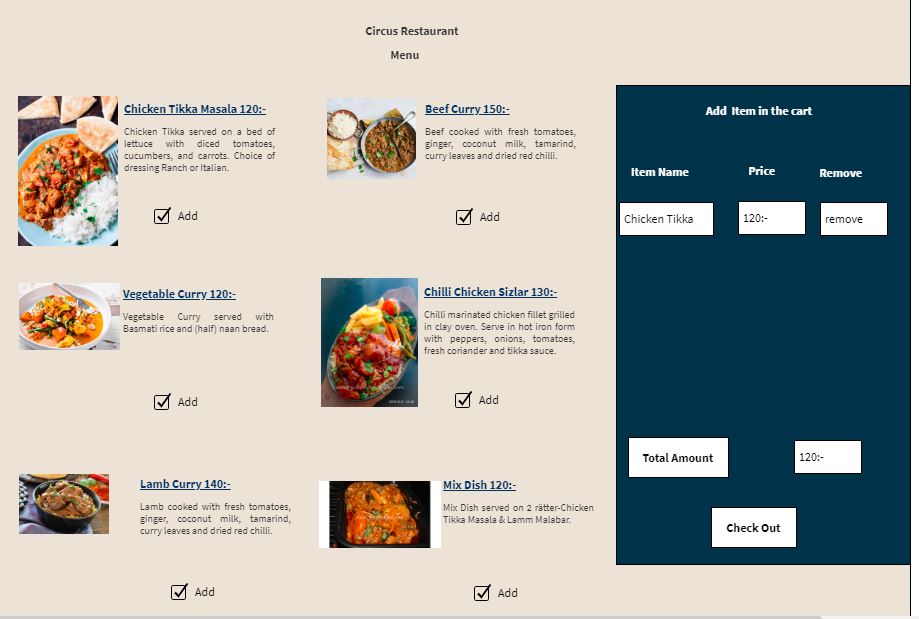 Circus Restaurant
Menu
Chicken Tikka Masala 120:-
Chicken Tikka served on a bed of
lettuce with diced tomatoes,
cucumbers, and carrots. Choice of
dressing Ranch or Italian.
Add
Beef Curry 150:-
Beef cooked with fresh tomatoes,
ginger, coconut milk, tamarind,
curry leaves and dried red chilli.
Add
Vegetable Curry 120:-
Vegetable Curry served with
Basmati rice and (half) naan bread.
Add
Chilli Chicken Sizlar 130:-
Chilli marinated chicken fillet grilled
in clay oven. Serve in hot iron form
with peppers, onions, tomatoes,
fresh coriander and tikka sauce.
Add
Lamb Curry 140:-
Lamb cooked with fresh tomatoes,
ginger, coconut milk, tamarind,
curry leaves and dried red chilli.
Add
Mix Dish 120:-
Mix Dish served on 2 rätter-Chicken
Tikka Masala & Lamm Malabar.
Add
Add Item in the cart
Item Name Price Remove
Chicken Tikka 120:- remove
Total Amount 120:-
Check Out